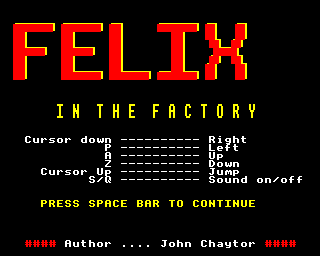 FELIX
IN THE FACTORY
Cursor down ---------- Right
P ---------- Left
A ---------- Up
Z ---------- Down
Cursor Up ---------- Jump
S/Q ---------- Sound on/off
PRESS SPACE BAR TO CONTINUE
#### Author .... John Chaytor ####